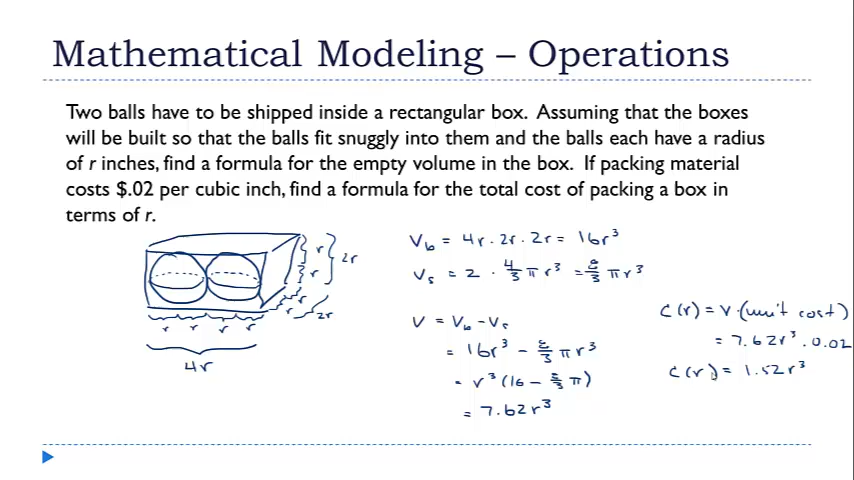 Mathematical Modeling – Operations
Two balls have to be shipped inside a rectangular box. Assuming that the boxes
will be built so that the balls fit snuggly into them and the balls each have a radius
of r inches, find a formula for the empty volume in the box. If packing material
costs $.02 per cubic inch, find a formula for the total cost of packing a box in
terms of r.
r
r
2r
r
r
2r
r r r r
4r
V_b = 4r · 2r · 2r = 16r³
V_s = 2 · 4/3 π r³ = 8/3 π r³
V = V_b - V_s
= 16r³ - 8/3 π r³
= r³ (16 - 8/3 π)
= 7.62r³
C(r) = V · (unit cost)
= 7.62r³ · 0.02
C(r) = 1.52r³